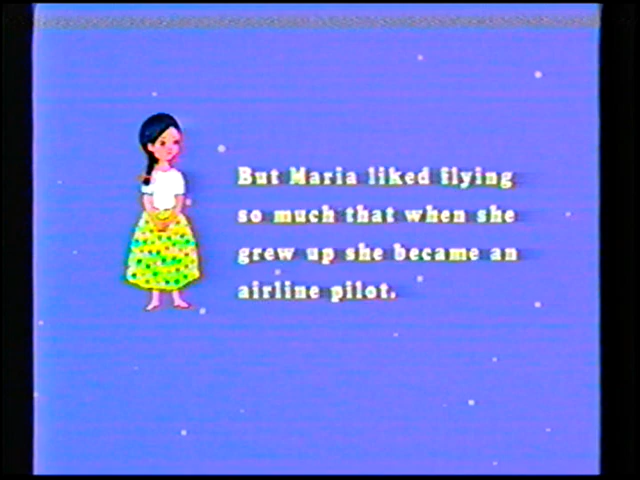 But Maria liked flying
so much that when she
grew up she became an
airline pilot.